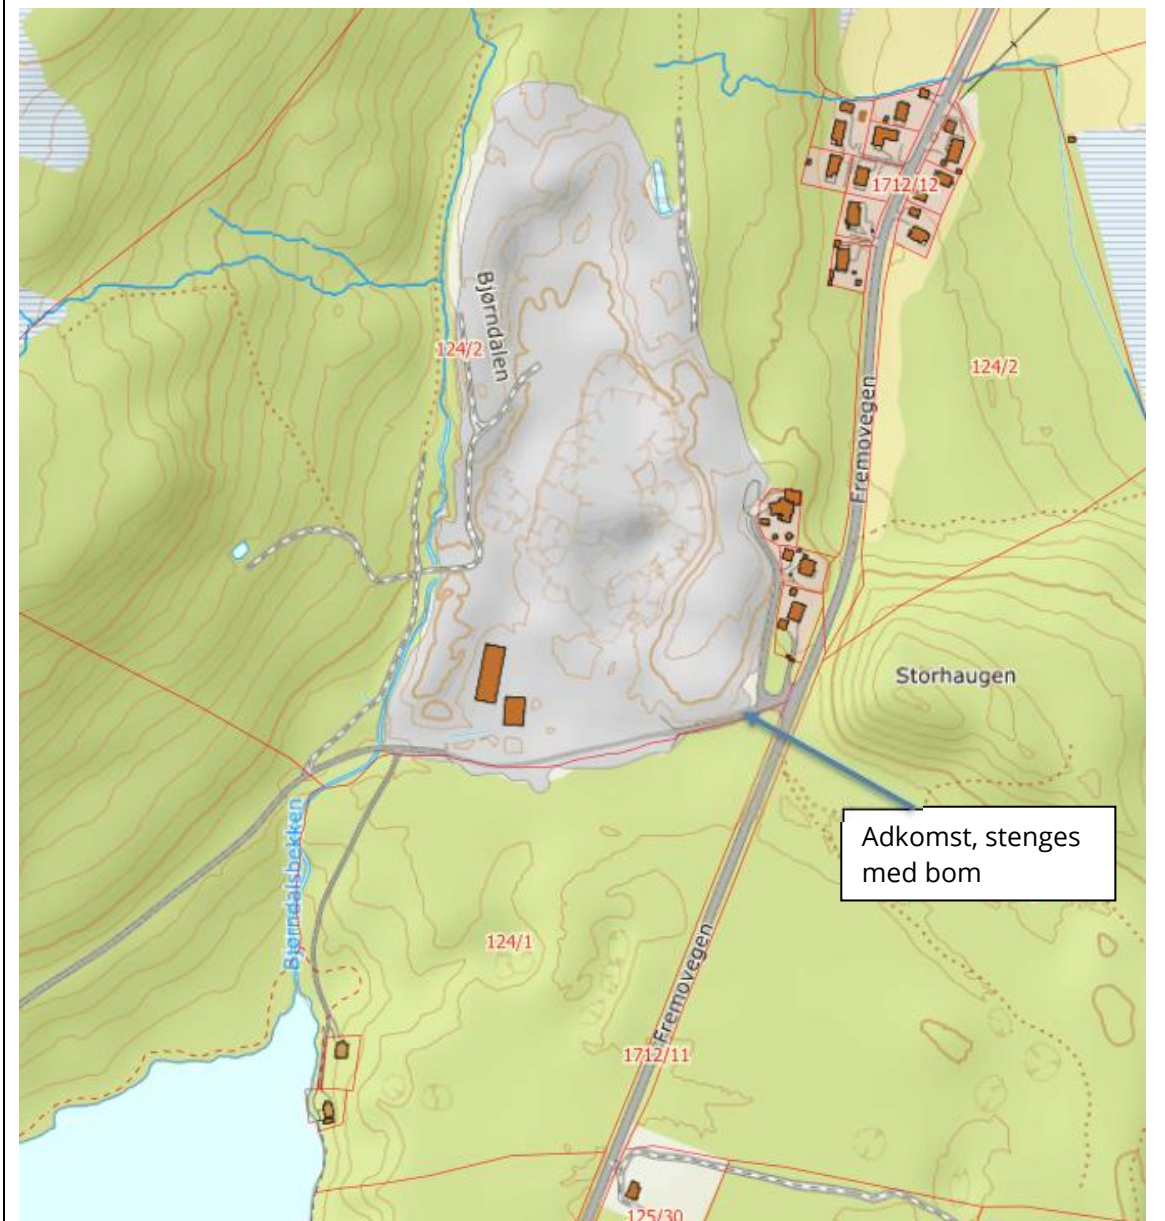 1712/12
Bjørndalen
124/2
124/2
Fremovegen
Storhaugen
Adkomst, stenges
med bom
Bjørndalsbekken
124/1
Fremovegen
1712/11
125/30